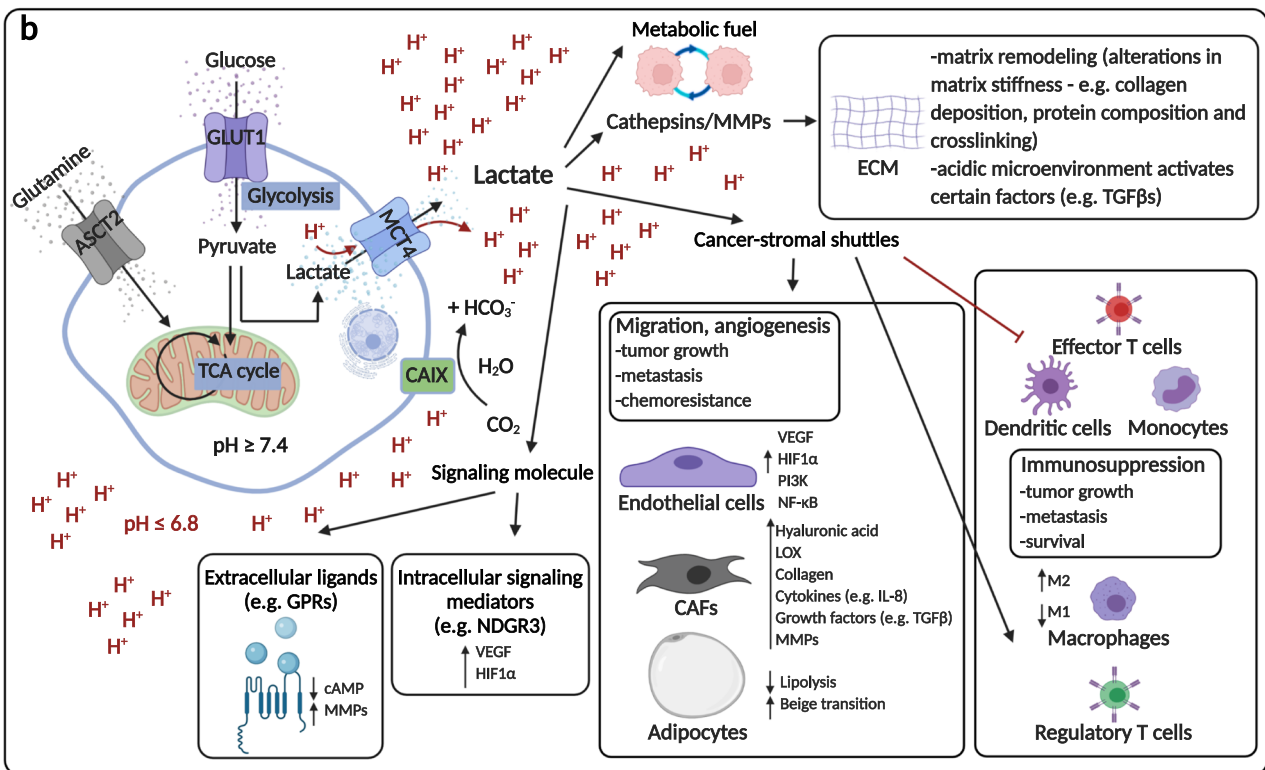 b
Glucose
GLUT1
Glutamine
ASCT2
Glycolysis
Pyruvate
H⁺
Lactate
MCT4
TCA cycle
pH ≥ 7.4
CAIX
+ HCO₃⁻
H₂O
CO₂
H⁺ H⁺ H⁺ H⁺
H⁺ H⁺ H⁺
H⁺ H⁺
H⁺ H⁺ H⁺
H⁺ H⁺
H⁺
Lactate
Metabolic fuel
Cathepsins/MMPs
H⁺
H⁺ H⁺ H⁺
ECM
-matrix remodeling (alterations in
matrix stiffness - e.g. collagen
deposition, protein composition and
crosslinking)
-acidic microenvironment activates
certain factors (e.g. TGFβs)
H⁺ H⁺ H⁺
H⁺ H⁺ H⁺
H⁺ H⁺ H⁺
Cancer-stromal shuttles
H⁺
H⁺
H⁺ H⁺
H⁺ H⁺
H⁺ H⁺
H⁺ H⁺
H⁺
pH ≤ 6.8
H⁺
H⁺ H⁺
H⁺
H⁺
Signaling molecule
Extracellular ligands
(e.g. GPRs)
cAMP
MMPs
Intracellular signaling
mediators
(e.g. NDGR3)
VEGF
HIF1α
Migration, angiogenesis
-tumor growth
-metastasis
-chemoresistance
Endothelial cells
VEGF
HIF1α
PI3K
NF-κB
CAFs
Hyaluronic acid
LOX
Collagen
Cytokines (e.g. IL-8)
Growth factors (e.g. TGFβ)
MMPs
Adipocytes
Lipolysis
Beige transition
Effector T cells
Dendritic cells Monocytes
Immunosuppression
-tumor growth
-metastasis
-survival
M2
M1
Macrophages
Regulatory T cells